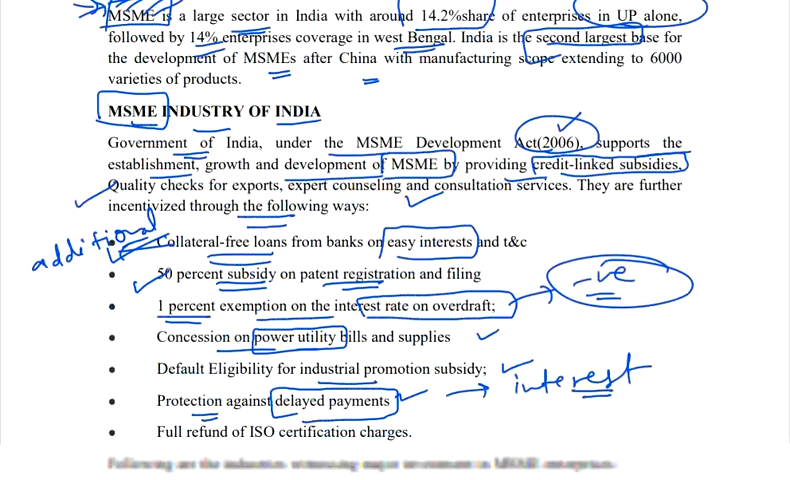 MSME is a large sector in India with around 14.2%share of enterprises in UP alone,
followed by 14% enterprises coverage in west Bengal. India is the second largest base for
the development of MSMEs after China with manufacturing scope extending to 6000
varieties of products.
MSME INDUSTRY OF INDIA
Government of India, under the MSME Development Act(2006), supports the
establishment, growth and development of MSME by providing credit-linked subsidies,
Quality checks for exports, expert counseling and consultation services. They are further
incentivized through the following ways:
additional
• Collateral-free loans from banks on easy interests and t&c
• 50 percent subsidy on patent registration and filing
• 1 percent exemption on the interest rate on overdraft; → -ve
• Concession on power utility bills and supplies
• Default Eligibility for industrial promotion subsidy;
• Protection against delayed payments → interest
• Full refund of ISO certification charges.